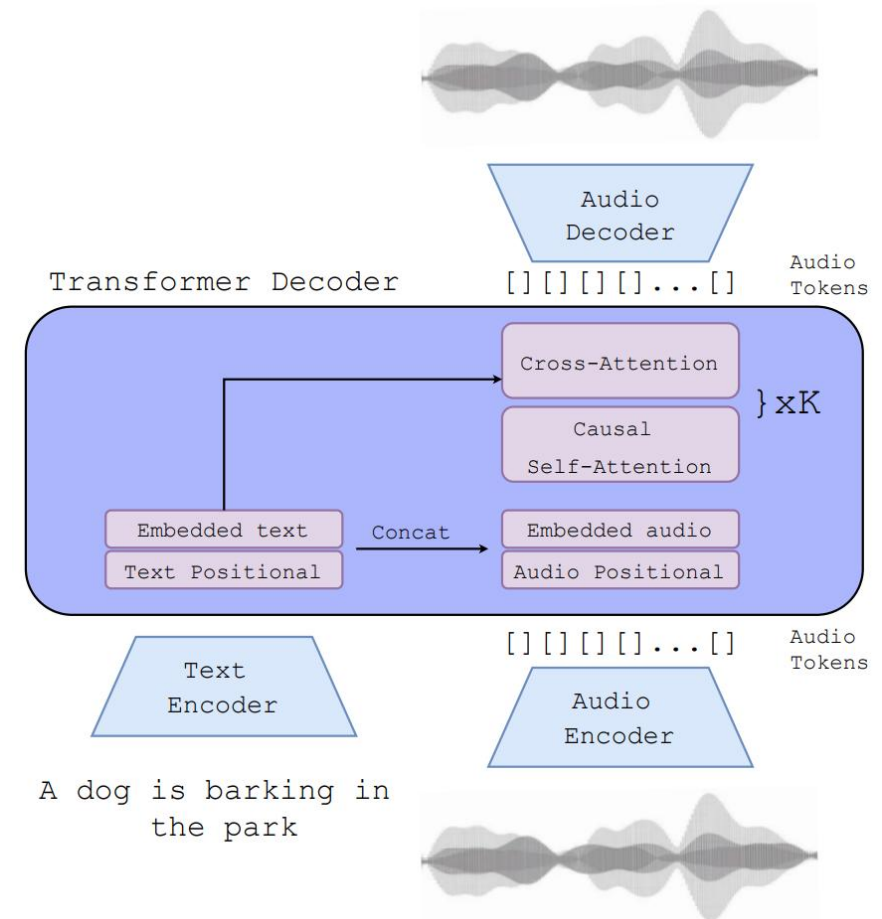 Audio
Decoder
Transformer Decoder
[][][][]...[]
Audio
Tokens
Cross-Attention
}xK
Causal
Self-Attention
Embedded text
Concat
Embedded audio
Text Positional
Audio Positional
[][][][]...[]
Audio
Tokens
Text
Encoder
Audio
Encoder
A dog is barking in
the park